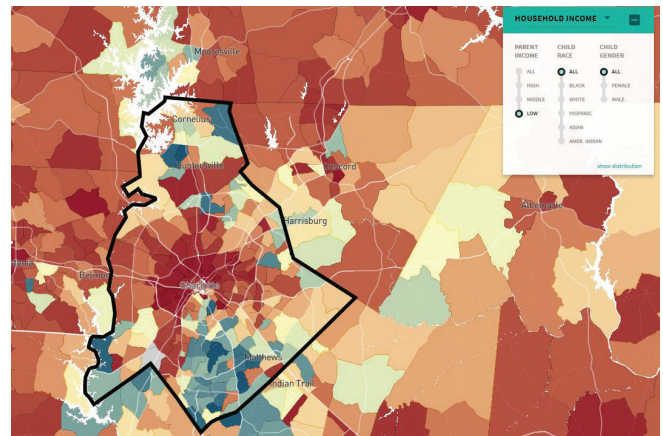 HOUSEHOLD INCOME
PARENT INCOME
CHILD RACE
CHILD GENDER
ALL
HIGH
MIDDLE
LOW
ALL
BLACK
WHITE
HISPANIC
ASIAN
AMER. INDIAN
ALL
FEMALE
MALE
show distribution
Mooresville
Cornelius
Huntersville
Concord
Harrisburg
Albemarle
Belmont
Charlotte
Matthews
Indian Trail